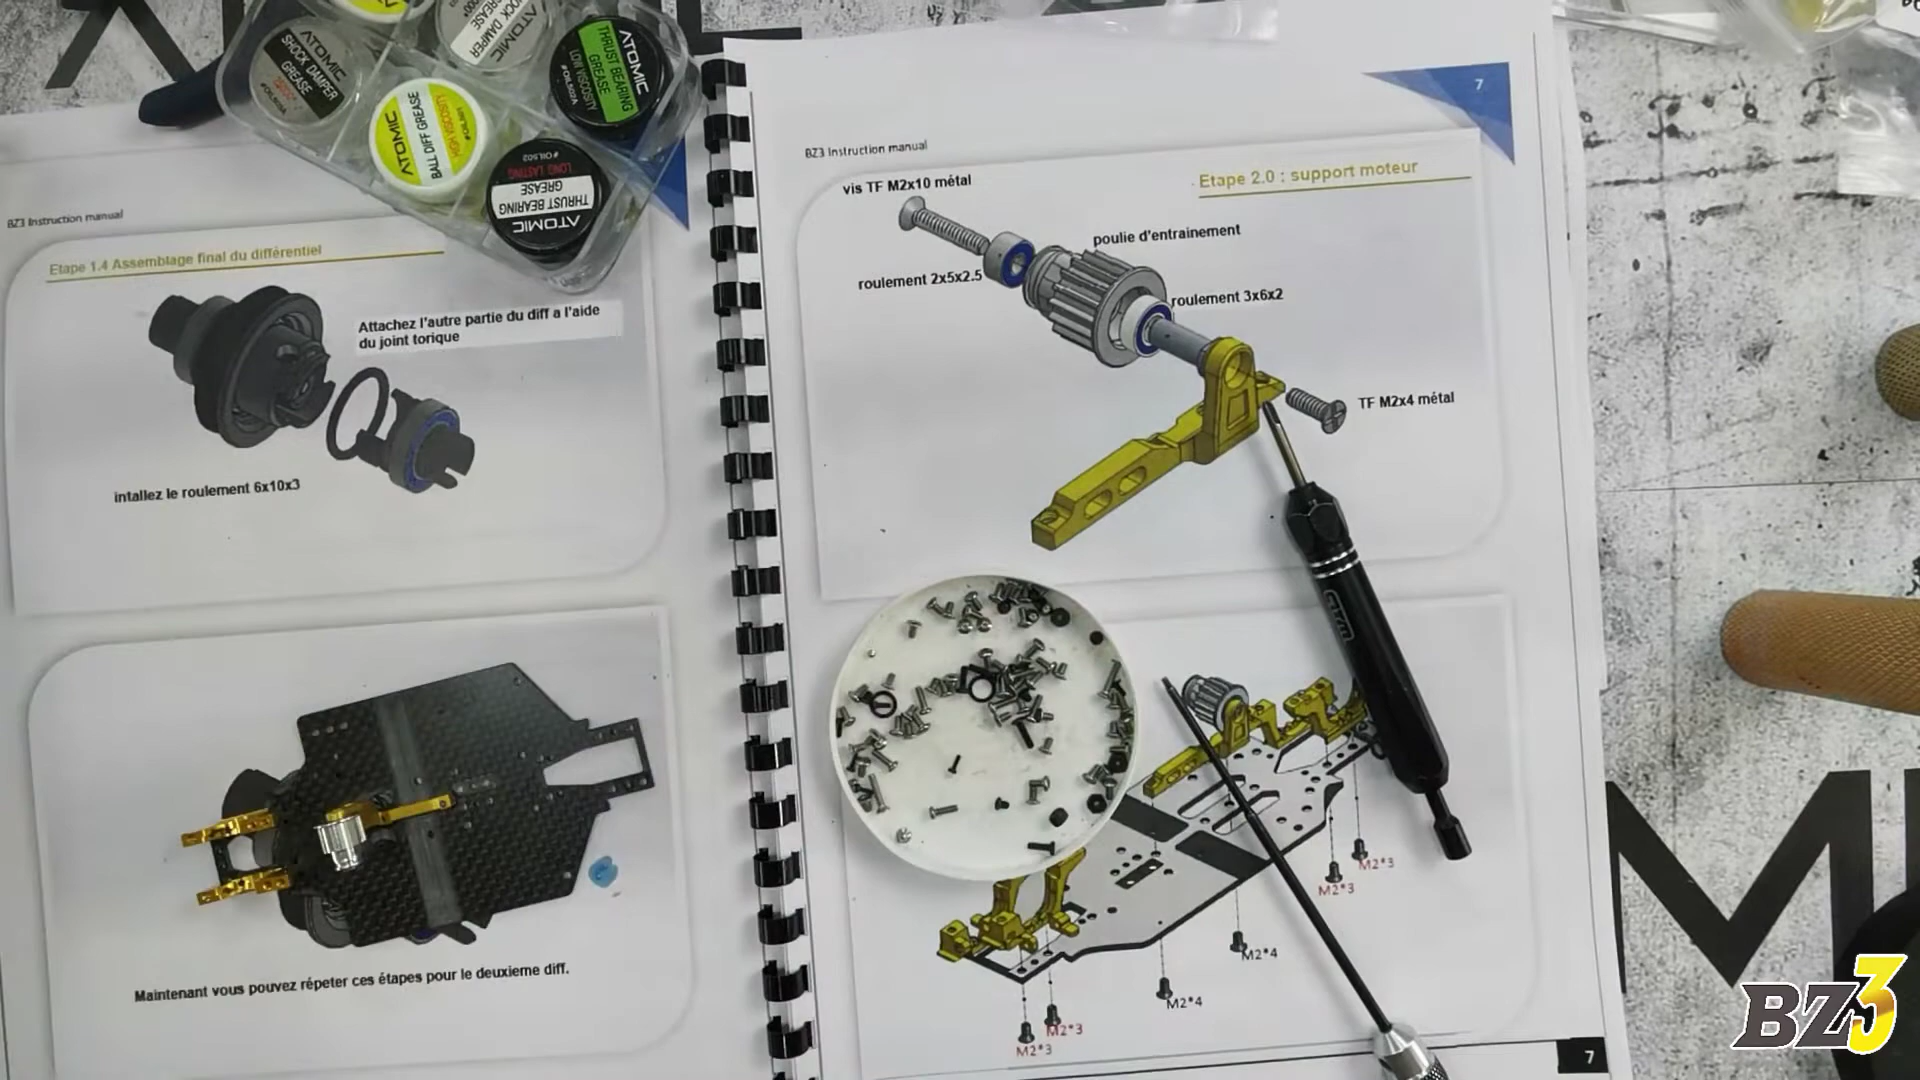 ATOMIC
SHOCK DAMPER
GREASE
ATOMIC
SHOCK DAMPER
GREASE
ATOMIC
THRUST BEARING
GREASE
LOW VISCOSITY
#OIL502A
ATOMIC
BALL DIFF GREASE
HIGH VISCOSITY
#OIL501
ATOMIC
THRUST BEARING
GREASE
LONG LASTING
#OIL502
BZ3 Instruction manual
Etape 1.4 Assemblage final du différentiel
Attachez l'autre partie du diff a l'aide
du joint torique
intallez le roulement 6x10x3
Maintenant vous pouvez répeter ces étapes pour le deuxieme diff.
7
BZ3 Instruction manual
Etape 2.0 : support moteur
vis TF M2x10 métal
poulie d'entrainement
roulement 2x5x2.5
roulement 3x6x2
TF M2x4 métal
M2*3
M2*3
M2*4
M2*4
M2*3
M2*3
7
BZ3